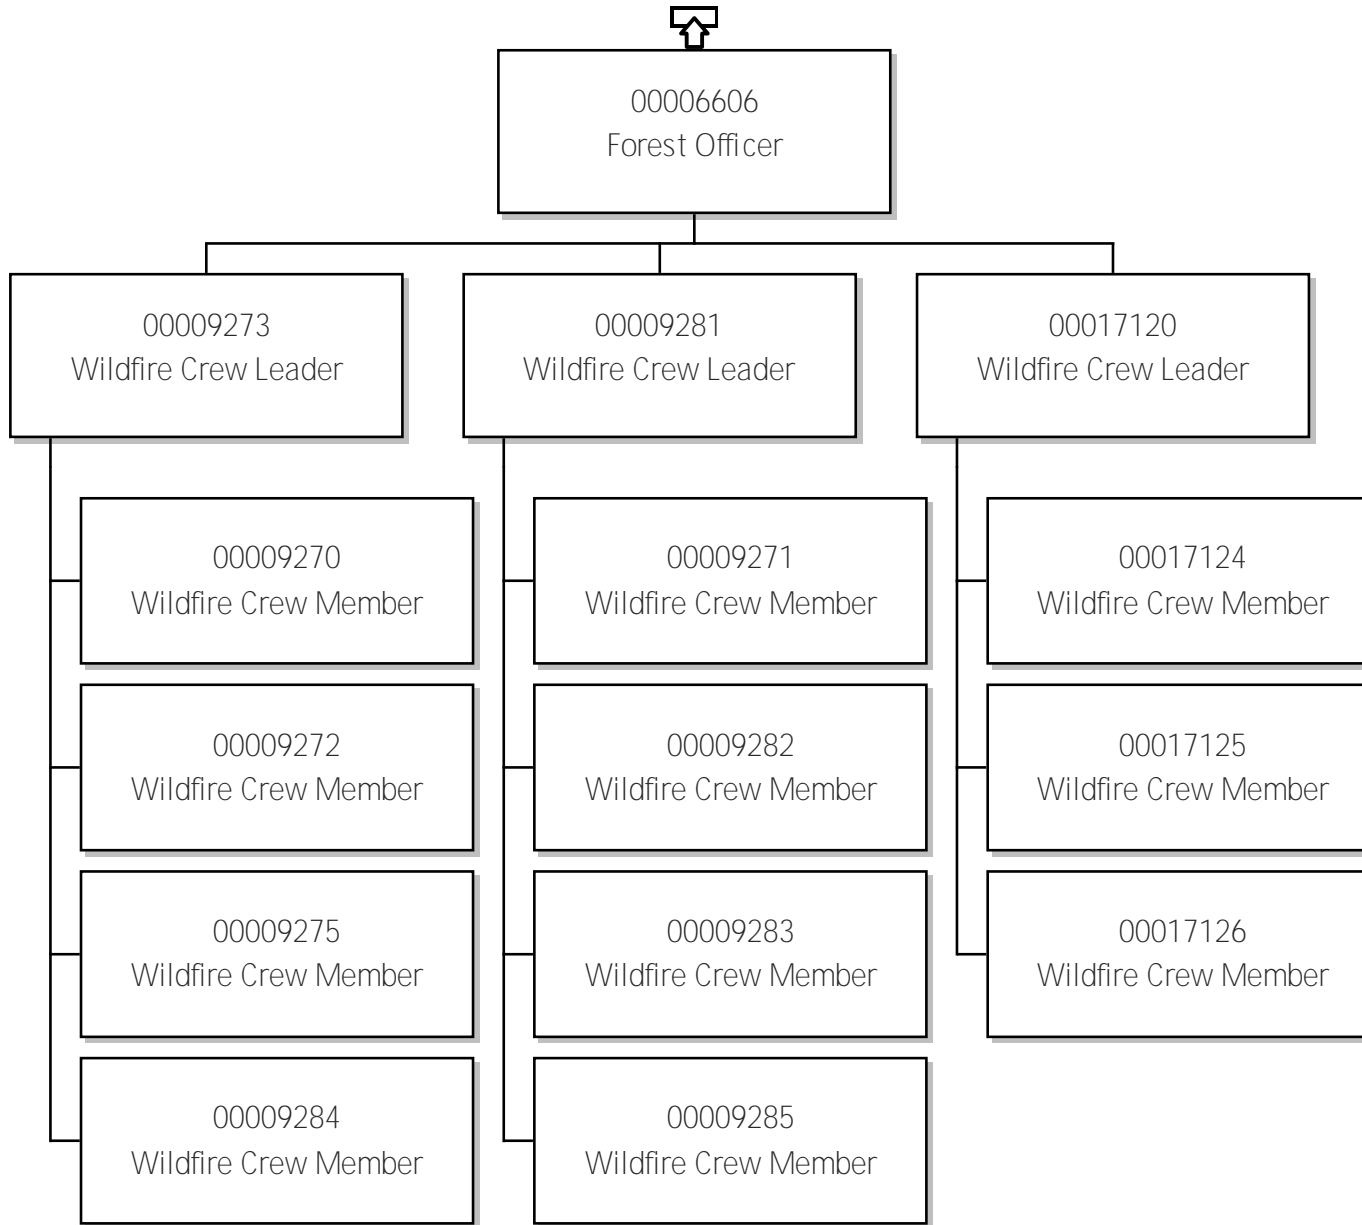 00006606
Forest Officer
00009273
Wildfire Crew Leader
00009281
Wildfire Crew Leader
00017120
Wildfire Crew Leader
00009270
Wildfire Crew Member
00009271
Wildfire Crew Member
00017124
Wildfire Crew Member
00009272
Wildfire Crew Member
00009282
Wildfire Crew Member
00017125
Wildfire Crew Member
00009275
Wildfire Crew Member
00009283
Wildfire Crew Member
00017126
Wildfire Crew Member
00009284
Wildfire Crew Member
00009285
Wildfire Crew Member